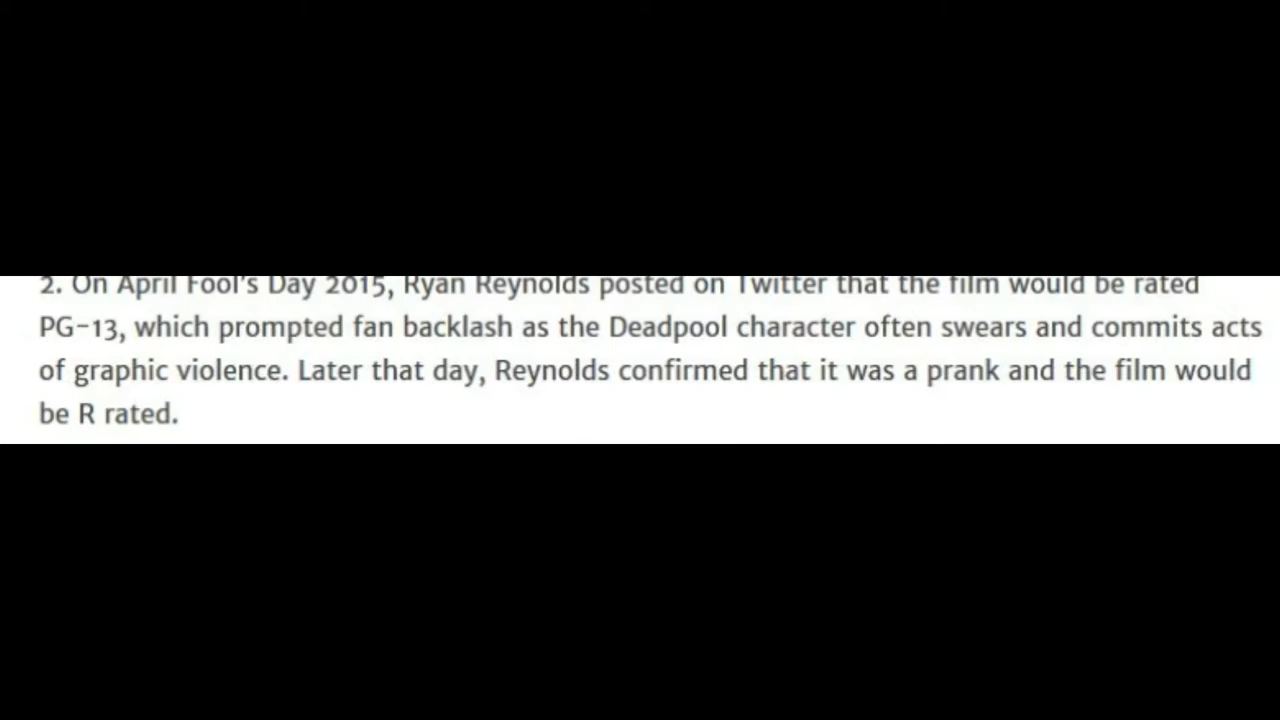 2. On April Fool's Day 2015, Ryan Reynolds posted on Twitter that the film would be rated
PG-13, which prompted fan backlash as the Deadpool character often swears and commits acts
of graphic violence. Later that day, Reynolds confirmed that it was a prank and the film would
be R rated.